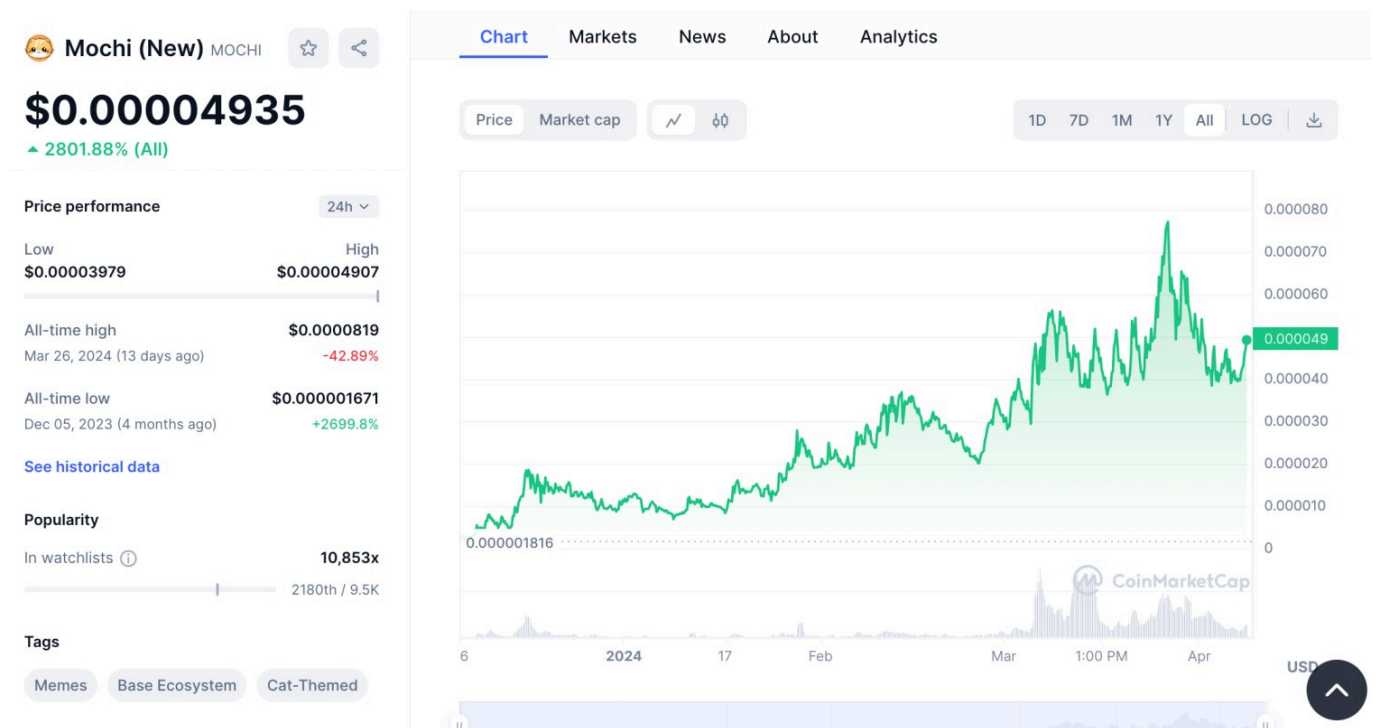 Mochi (New) MOCHI
$0.00004935
2801.88% (All)
Price performance
24h
Low High
$0.00003979 $0.00004907
All-time high $0.0000819
Mar 26, 2024 (13 days ago) -42.89%
All-time low $0.000001671
Dec 05, 2023 (4 months ago) +2699.8%
See historical data
Popularity
In watchlists 10,853x
2180th / 9.5K
Tags
Memes Base Ecosystem Cat-Themed
Chart Markets News About Analytics
Price Market cap
1D 7D 1M 1Y All LOG
0.000080
0.000070
0.000060
0.000049
0.000040
0.000030
0.000020
0.000010
0
0.000001816
CoinMarketCap
6 2024 17 Feb Mar 1:00 PM Apr
USD